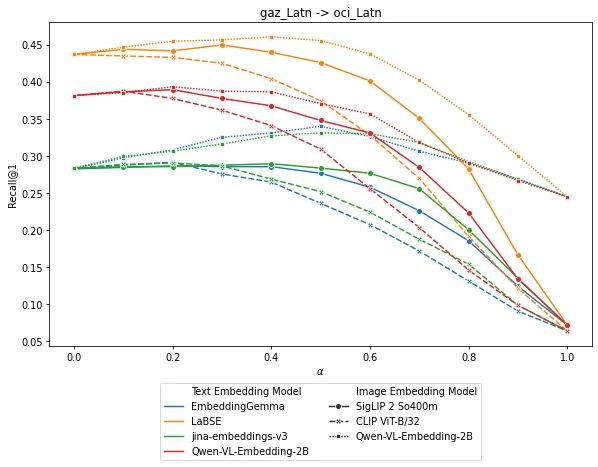 gaz_Latn -> oci_Latn
Recall@1
0.45
0.40
0.35
0.30
0.25
0.20
0.15
0.10
0.05
0.0
0.2
0.4
0.6
0.8
1.0
α
Text Embedding Model
EmbeddingGemma
LaBSE
jina-embeddings-v3
Qwen-VL-Embedding-2B
Image Embedding Model
SigLIP 2 So400m
CLIP ViT-B/32
Qwen-VL-Embedding-2B